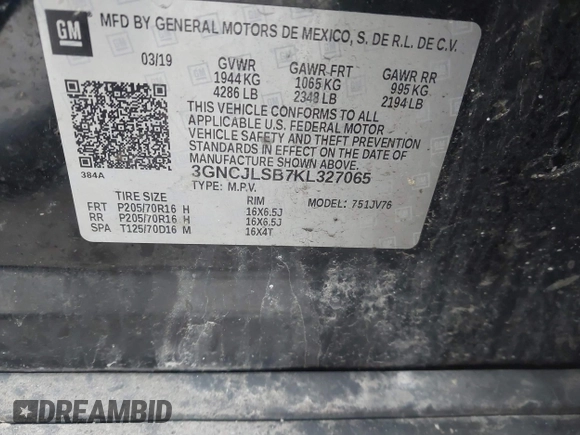 GM
MFD BY GENERAL MOTORS DE MEXICO, S. DE R.L. DE C.V.
03/19 GVWR GAWR FRT GAWR RR
1944 KG 1065 KG 995 KG
4286 LB 2348 LB 2194 LB
THIS VEHICLE CONFORMS TO ALL
APPLICABLE U.S. FEDERAL MOTOR
VEHICLE SAFETY AND THEFT PREVENTION
STANDARDS IN EFFECT ON THE DATE OF
MANUFACTURE SHOWN ABOVE.
384A
3GNCJLSB7KL327065
TYPE: M.P.V.
TIRE SIZE RIM MODEL: 751JV76
FRT P205/70R16 H 16X6.5J
RR P205/70R16 H 16X6.5J
SPA T125/70D16 M 16X4T
DREAMBID